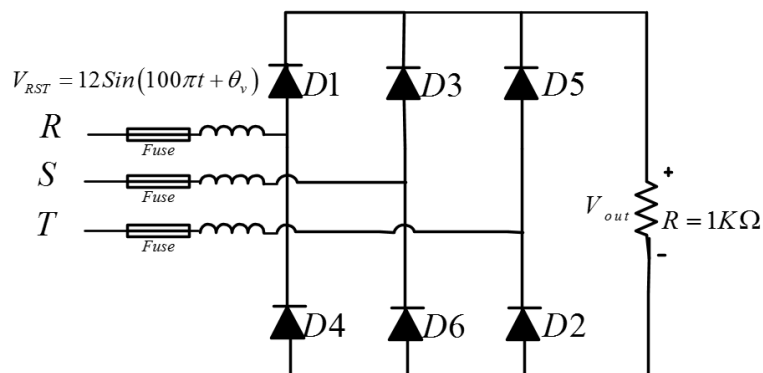 V_RST = 12Sin(100πt + θ_v)
D1
D3
D5
R
Fuse
S
Fuse
T
Fuse
+
V_out
R = 1KΩ
-
D4
D6
D2